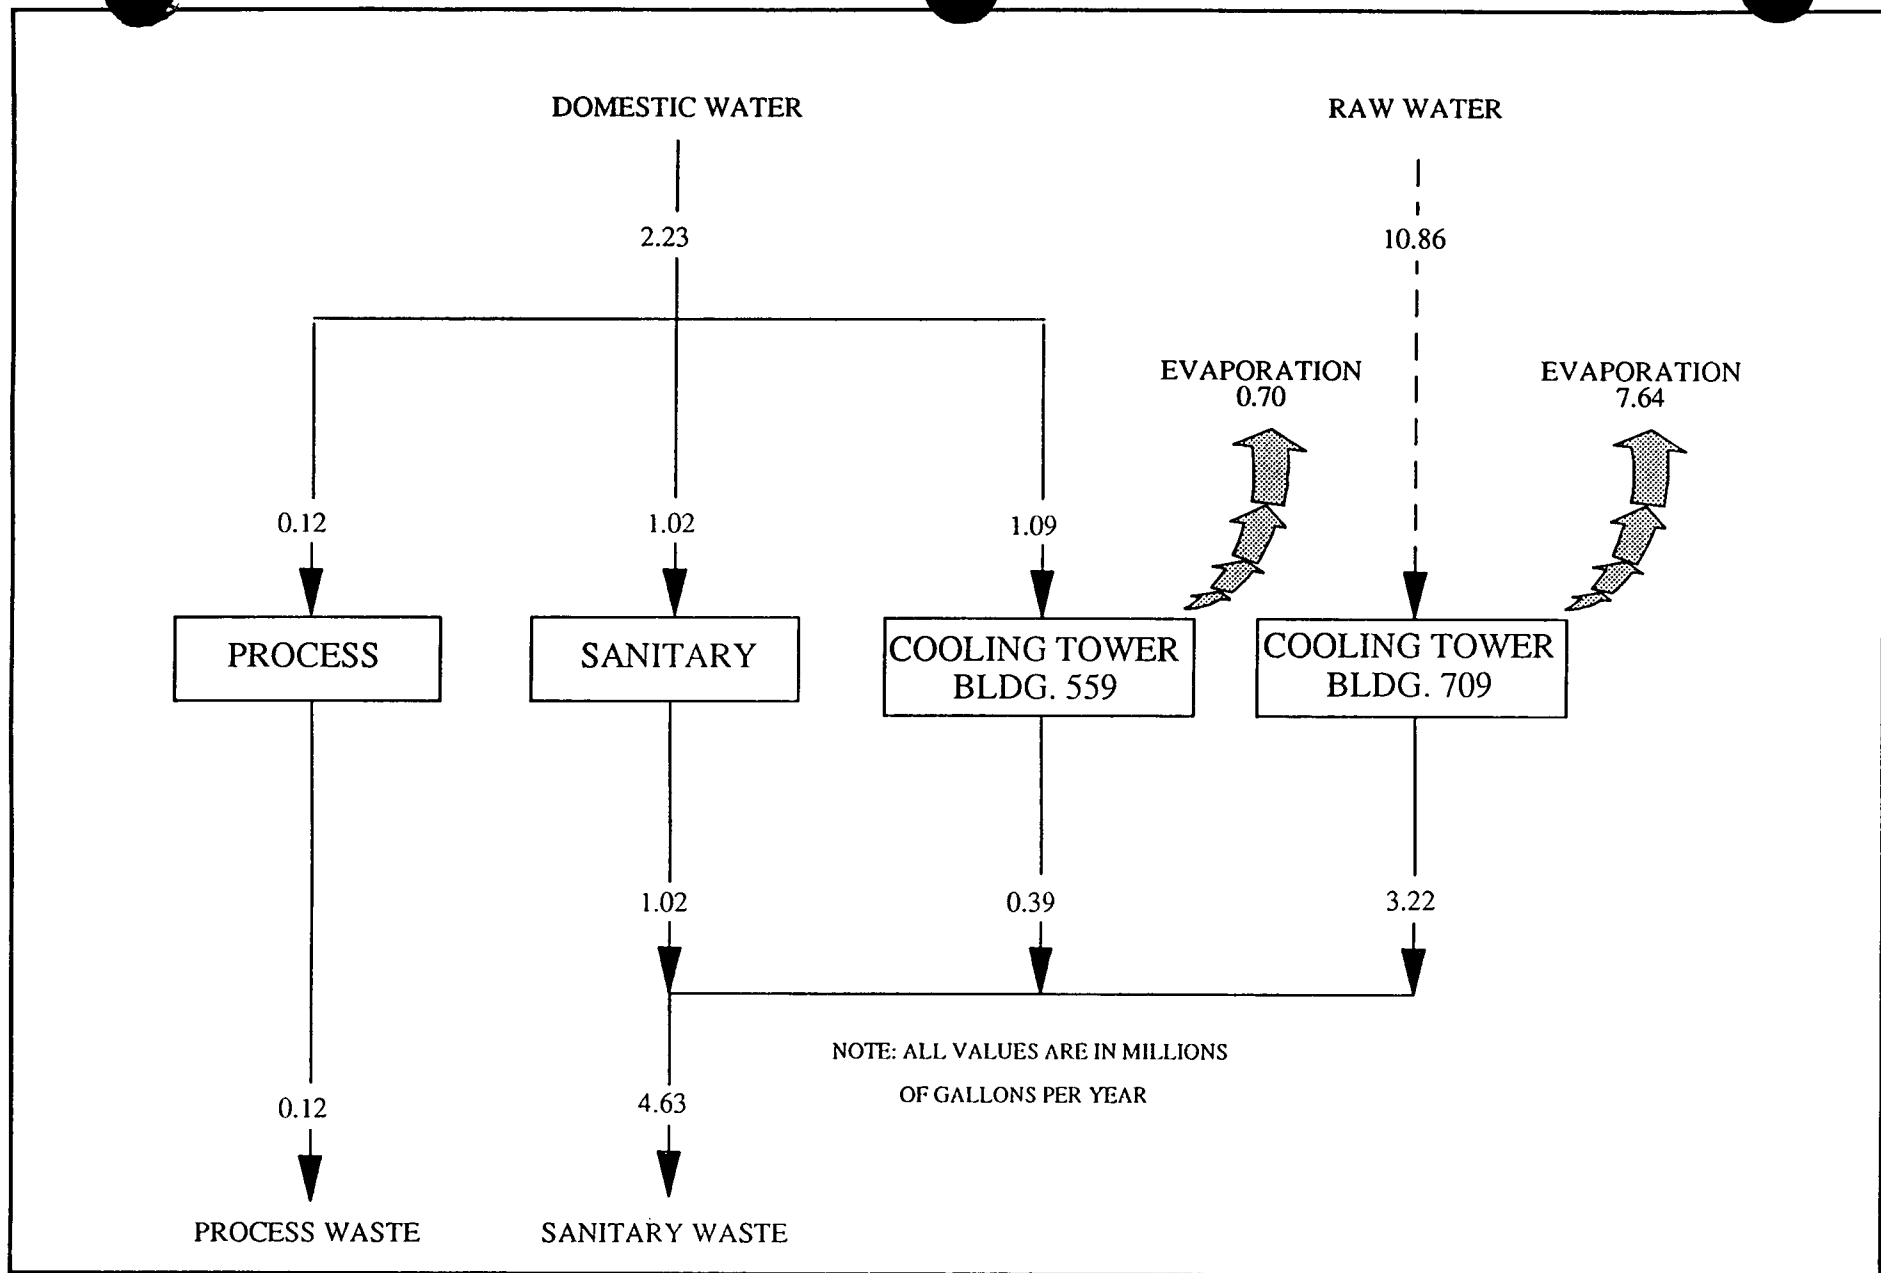 DOMESTIC WATER
RAW WATER
2.23
10.86
EVAPORATION
0.70
EVAPORATION
7.64
0.12
1.02
1.09
PROCESS
SANITARY
COOLING TOWER
BLDG. 559
COOLING TOWER
BLDG. 709
1.02
0.39
3.22
NOTE: ALL VALUES ARE IN MILLIONS
OF GALLONS PER YEAR
0.12
4.63
PROCESS WASTE
SANITARY WASTE